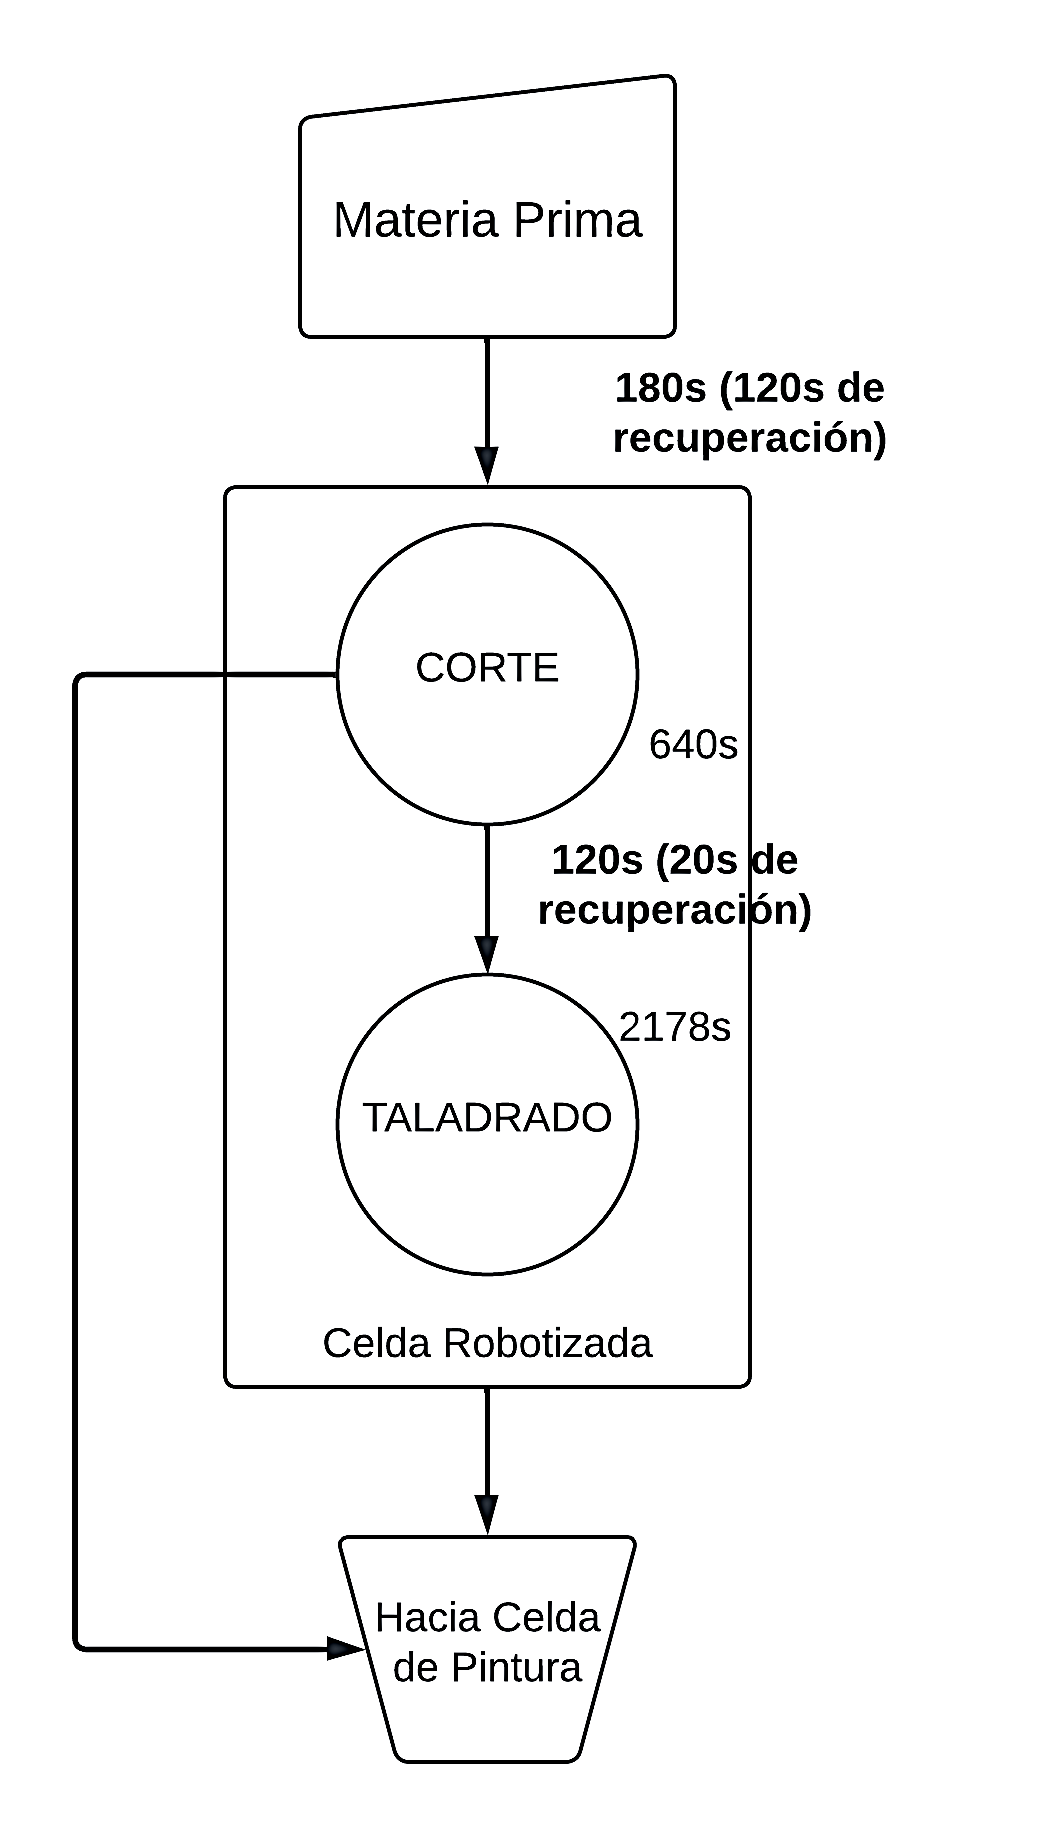 Materia Prima
180s (120s de
recuperación)
CORTE
640s
120s (20s de
recuperación)
2178s
TALADRADO
Celda Robotizada
Hacia Celda
de Pintura